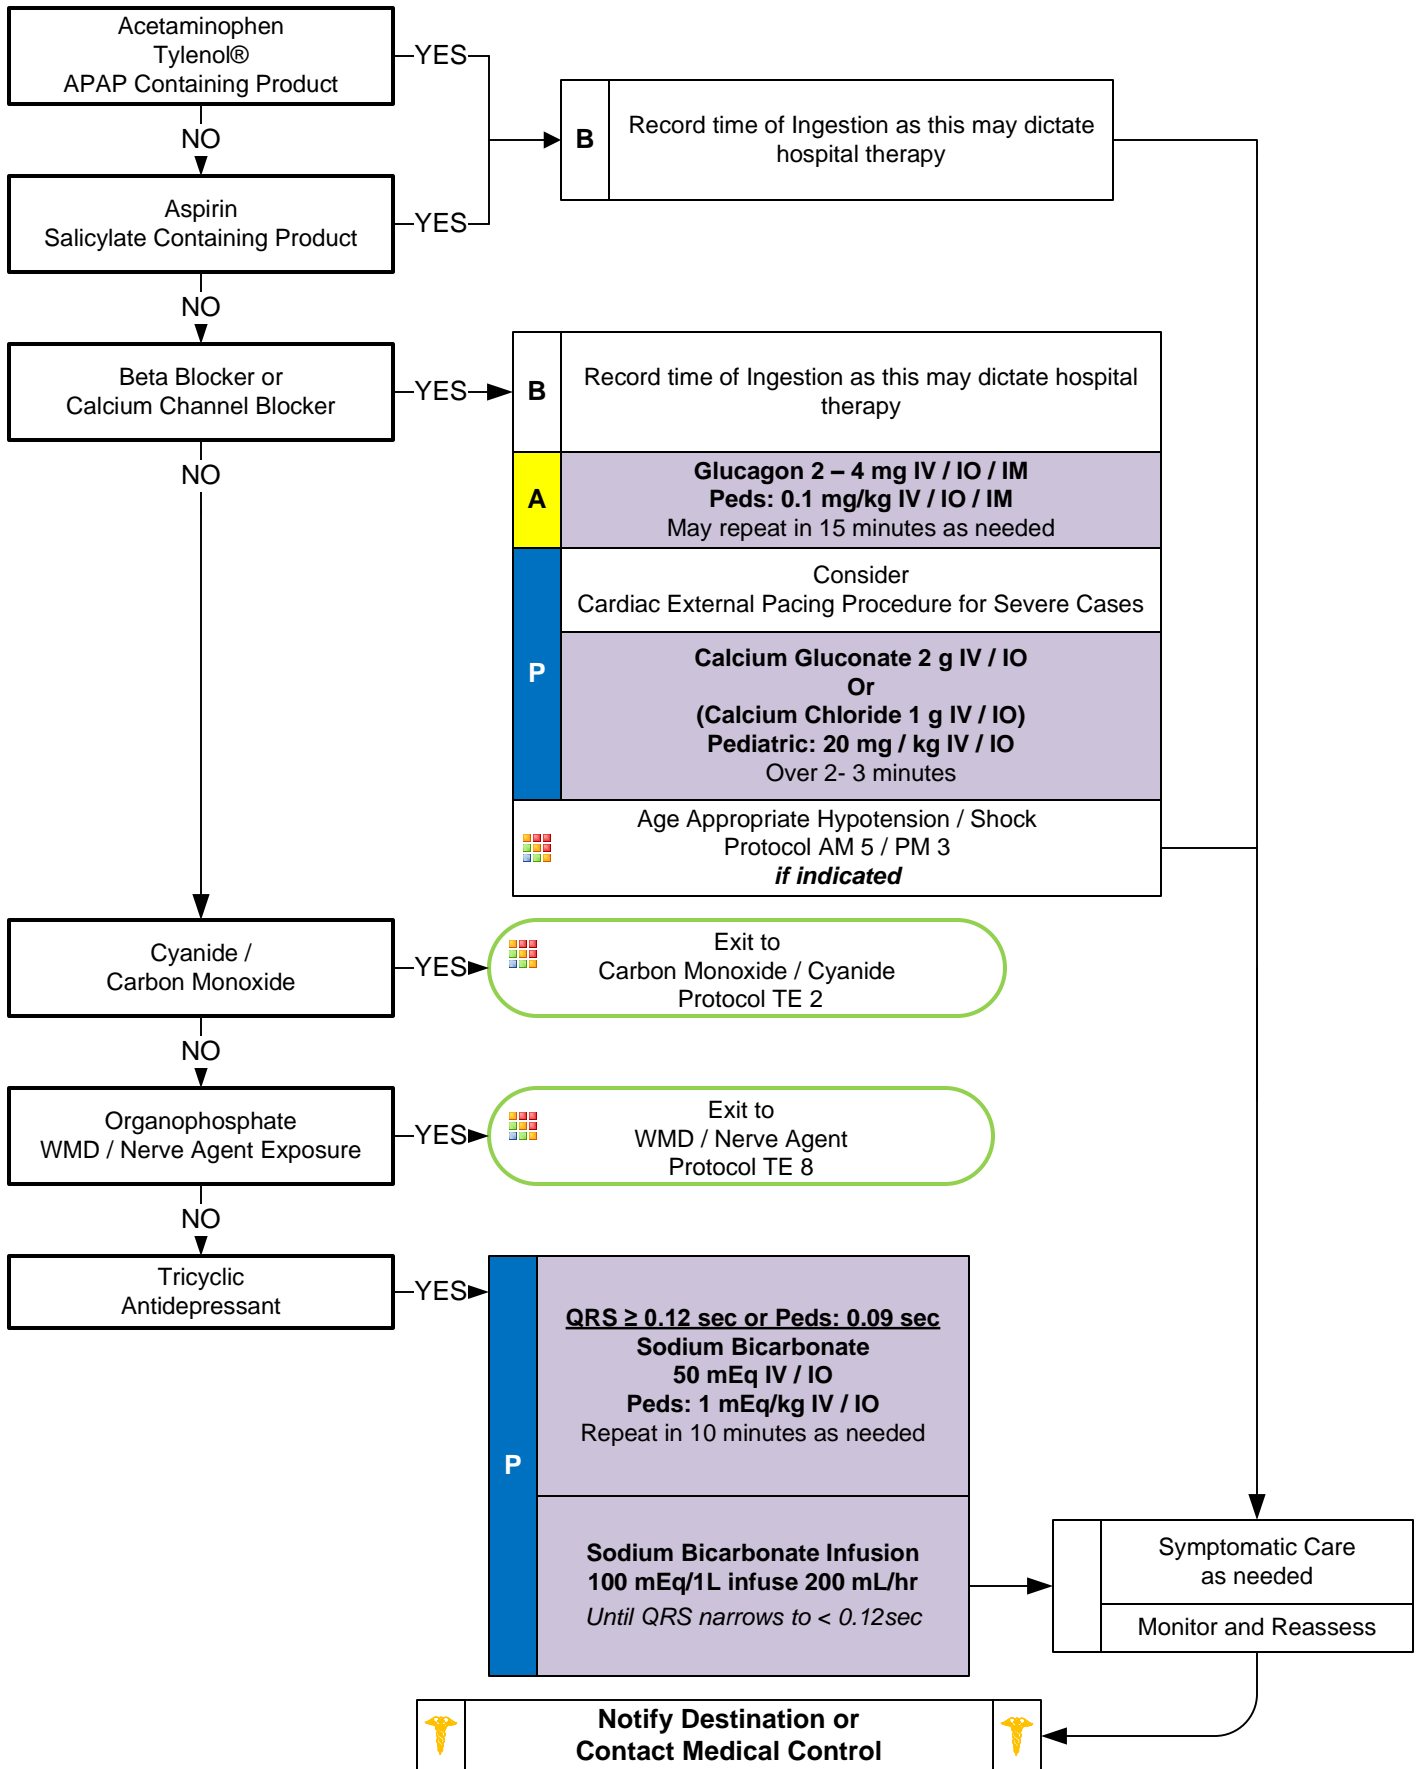 Acetaminophen
Tylenol®
APAP Containing Product
YES
NO
B
Record time of Ingestion as this may dictate
hospital therapy
Aspirin
Salicylate Containing Product
YES
NO
Beta Blocker or
Calcium Channel Blocker
YES
NO
B
Record time of Ingestion as this may dictate hospital
therapy
A
Glucagon 2 – 4 mg IV / IO / IM
Peds: 0.1 mg/kg IV / IO / IM
May repeat in 15 minutes as needed
P
Consider
Cardiac External Pacing Procedure for Severe Cases
Calcium Gluconate 2 g IV / IO
Or
(Calcium Chloride 1 g IV / IO)
Pediatric: 20 mg / kg IV / IO
Over 2- 3 minutes
Age Appropriate Hypotension / Shock
Protocol AM 5 / PM 3
if indicated
Cyanide /
Carbon Monoxide
YES
Exit to
Carbon Monoxide / Cyanide
Protocol TE 2
NO
Organophosphate
WMD / Nerve Agent Exposure
YES
Exit to
WMD / Nerve Agent
Protocol TE 8
NO
Tricyclic
Antidepressant
YES
P
QRS ≥ 0.12 sec or Peds: 0.09 sec
Sodium Bicarbonate
50 mEq IV / IO
Peds: 1 mEq/kg IV / IO
Repeat in 10 minutes as needed
Sodium Bicarbonate Infusion
100 mEq/1L infuse 200 mL/hr
Until QRS narrows to < 0.12sec
Symptomatic Care
as needed
Monitor and Reassess
Notify Destination or
Contact Medical Control